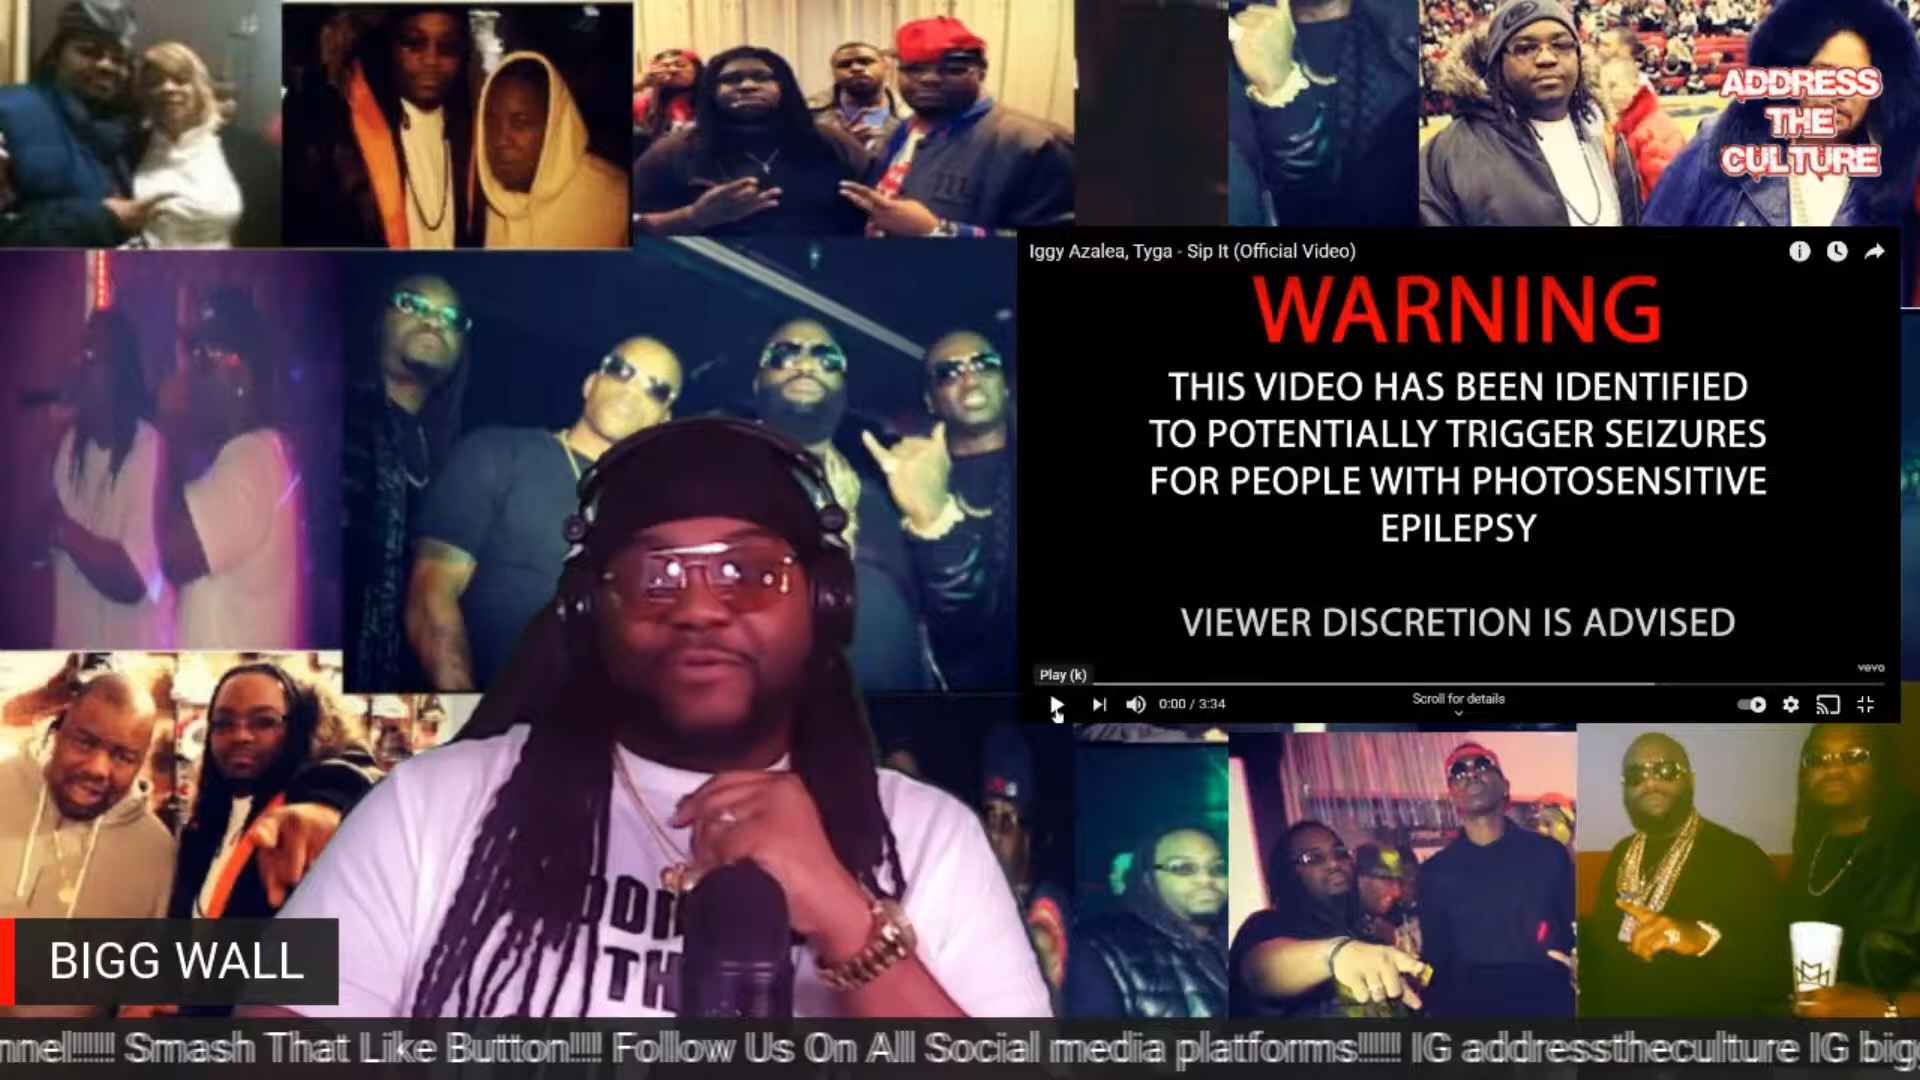 ADDRESS
THE
CULTURE
Iggy Azalea, Tyga - Sip It (Official Video)
WARNING
THIS VIDEO HAS BEEN IDENTIFIED
TO POTENTIALLY TRIGGER SEIZURES
FOR PEOPLE WITH PHOTOSENSITIVE
EPILEPSY
VIEWER DISCRETION IS ADVISED
vevo
Play (k)
0:00 / 3:34
Scroll for details
BIGG WALL
nnel!!!!!! Smash That Like Button!!!! Follow Us On All Social media platforms!!!!!! IG addresstheculture IG big